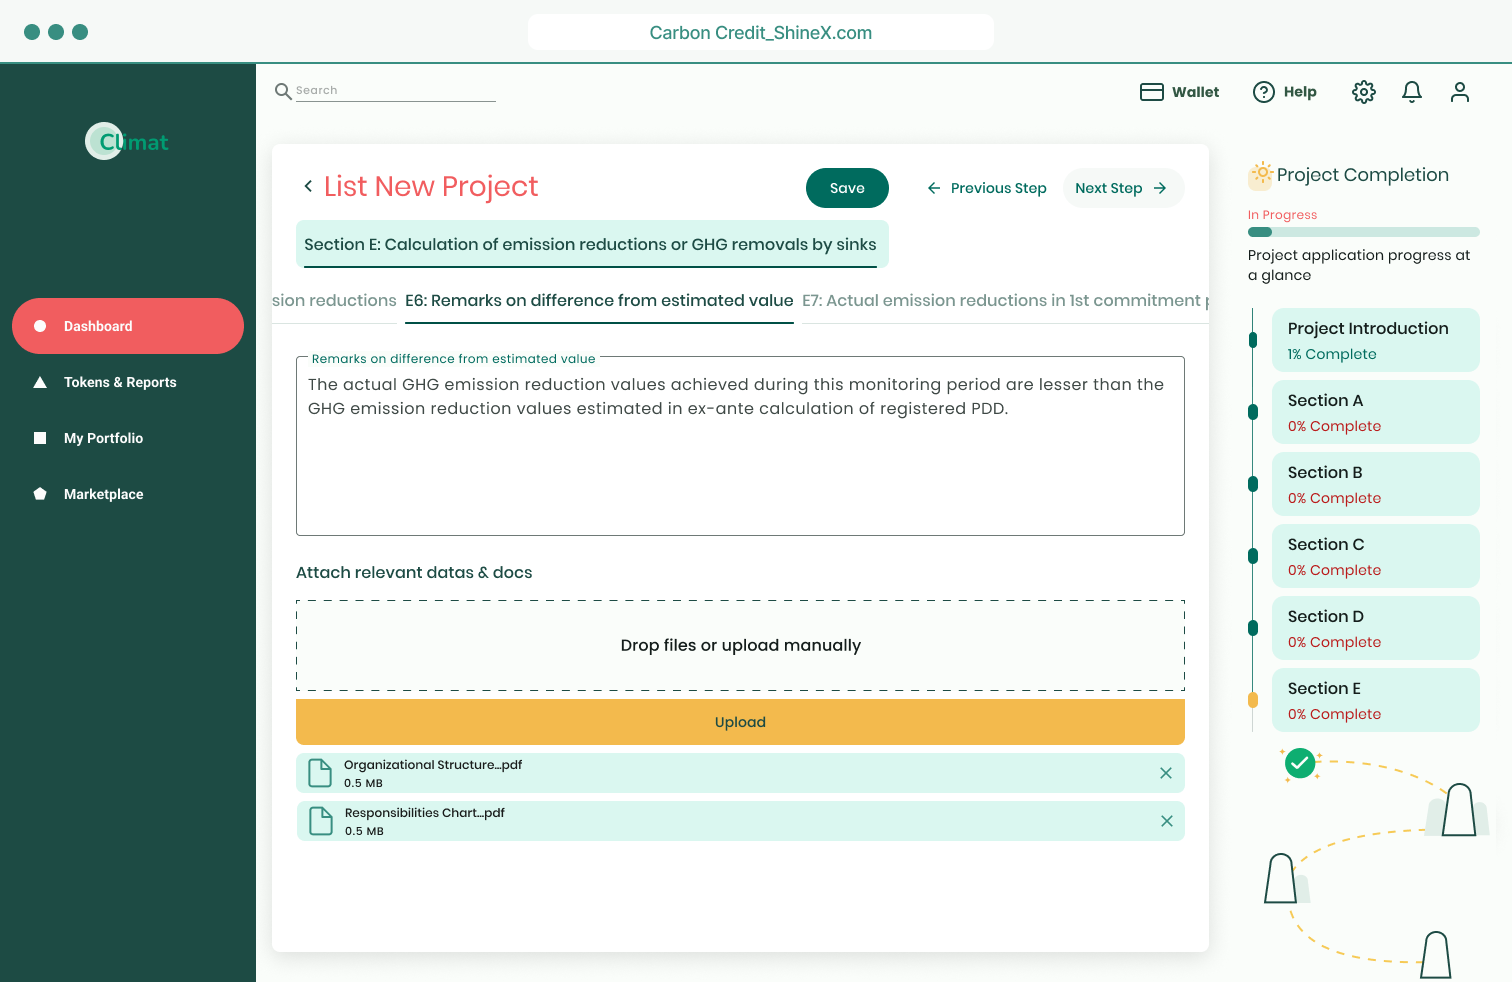 Carbon Credit_ShineX.com
Search
Wallet
Help
Climat
Dashboard
Tokens & Reports
My Portfolio
Marketplace
List New Project
Save
Previous Step
Next Step
Section E: Calculation of emission reductions or GHG removals by sinks
sion reductions
E6: Remarks on difference from estimated value
E7: Actual emission reductions in 1st commitment p
Remarks on difference from estimated value
The actual GHG emission reduction values achieved during this monitoring period are lesser than the
GHG emission reduction values estimated in ex-ante calculation of registered PDD.
Attach relevant datas & docs
Drop files or upload manually
Upload
Organizational Structure...pdf
0.5 MB
Responsibilities Chart...pdf
0.5 MB
Project Completion
In Progress
Project application progress at
a glance
Project Introduction
1% Complete
Section A
0% Complete
Section B
0% Complete
Section C
0% Complete
Section D
0% Complete
Section E
0% Complete